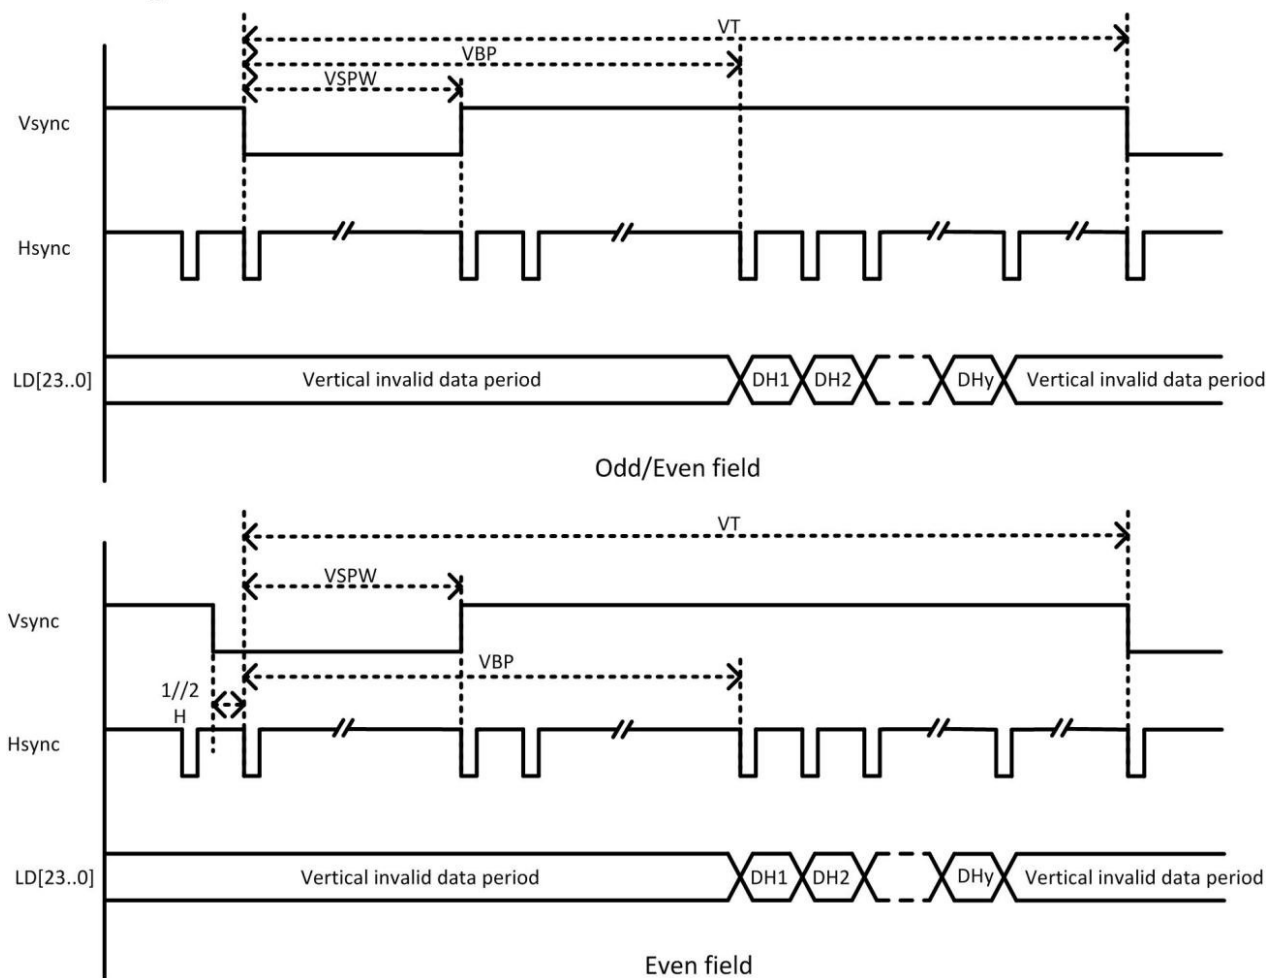 VT
VBP
VSPW
Vsync
Hsync
LD[23..0]
Vertical invalid data period
DH1
DH2
DHy
Vertical invalid data period
Odd/Even field
VT
VSPW
Vsync
VBP
1//2
H
Hsync
LD[23..0]
Vertical invalid data period
DH1
DH2
DHy
Vertical invalid data period
Even field